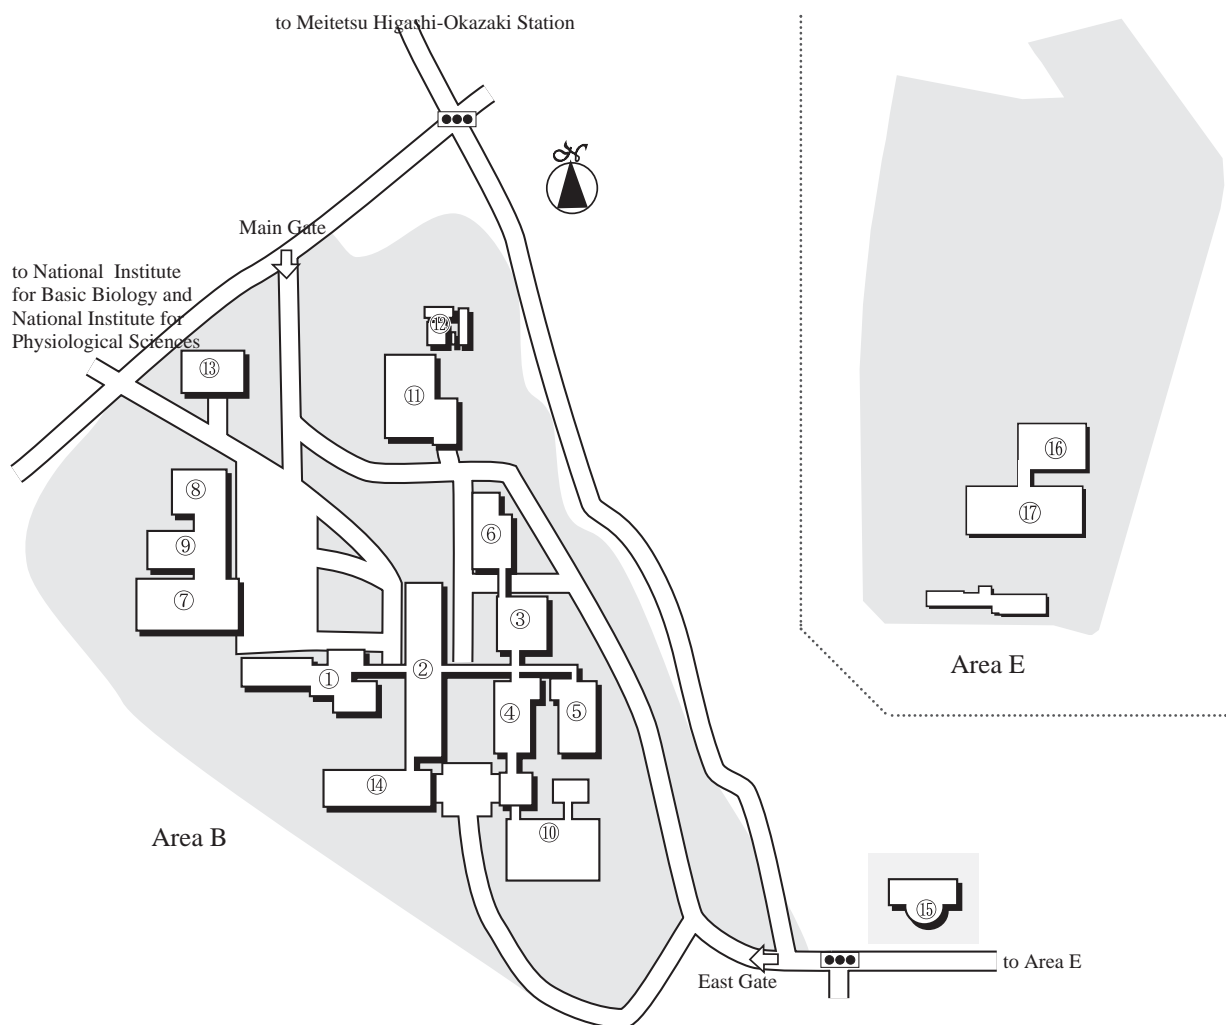 to Meitetsu Higashi-Okazaki Station
N
Main Gate
to National Institute
for Basic Biology and
National Institute for
Physiological Sciences
⑫
⑬
⑪
⑧
⑥
⑨
⑦
③
①
②
④
⑤
⑭
⑩
Area B
⑯
⑰
Area E
⑮
East Gate
to Area E